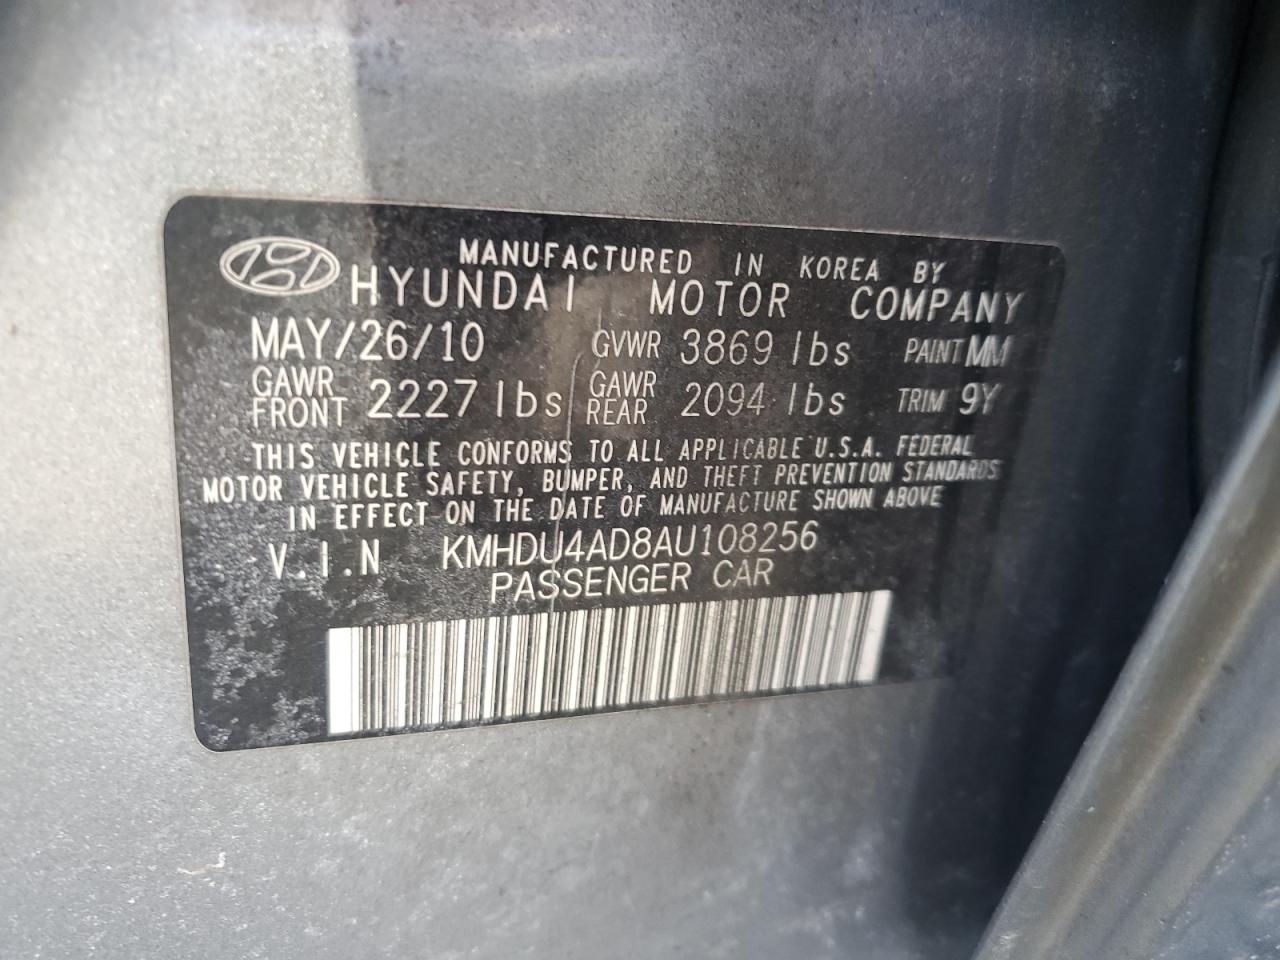 MANUFACTURED IN KOREA BY
HYUNDAI MOTOR COMPANY
MAY/26/10 GVWR 3869 lbs PAINT MM
GAWR FRONT 2227 lbs GAWR REAR 2094 lbs TRIM 9Y
THIS VEHICLE CONFORMS TO ALL APPLICABLE U.S.A. FEDERAL
MOTOR VEHICLE SAFETY, BUMPER, AND THEFT PREVENTION STANDARDS
IN EFFECT ON THE DATE OF MANUFACTURE SHOWN ABOVE
V.I.N KMHDU4AD8AU108256
PASSENGER CAR